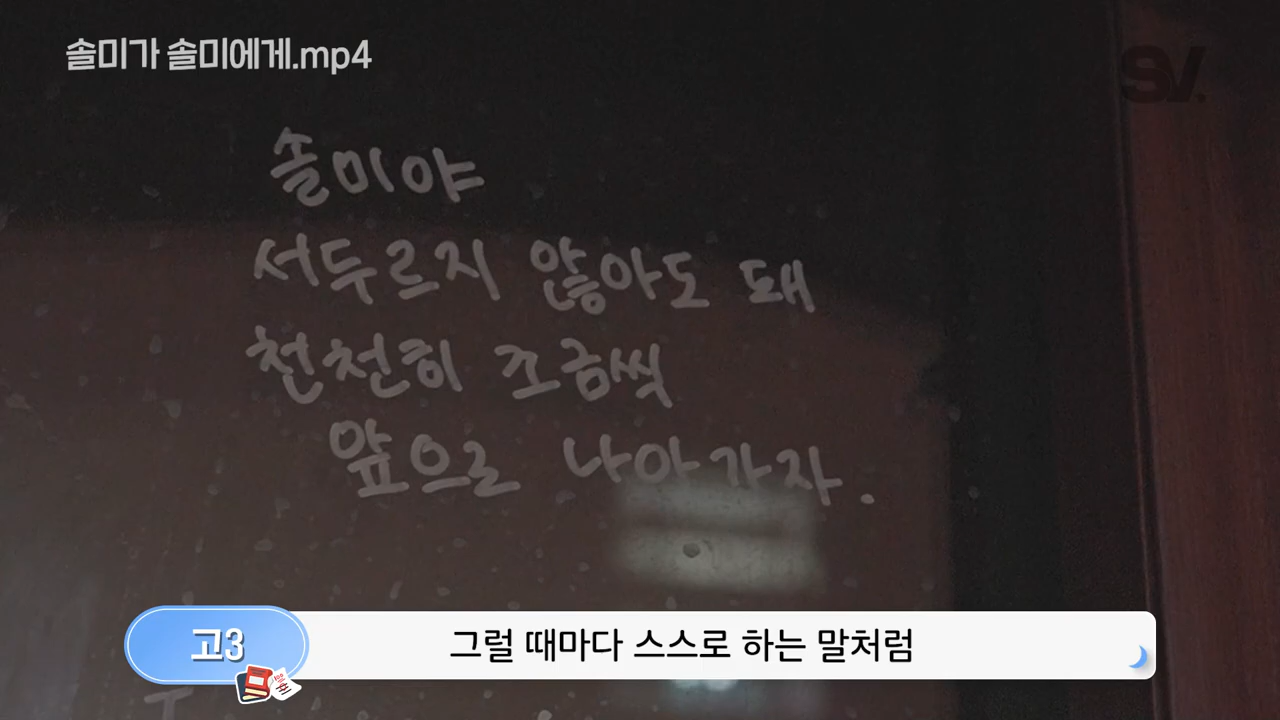 솔미가 솔미에게.mp4
SV.
솔미야
서두르지 않아도 돼
천천히 조금씩
앞으로 나아가자.
고3
그럴 때마다 스스로 하는 말처럼